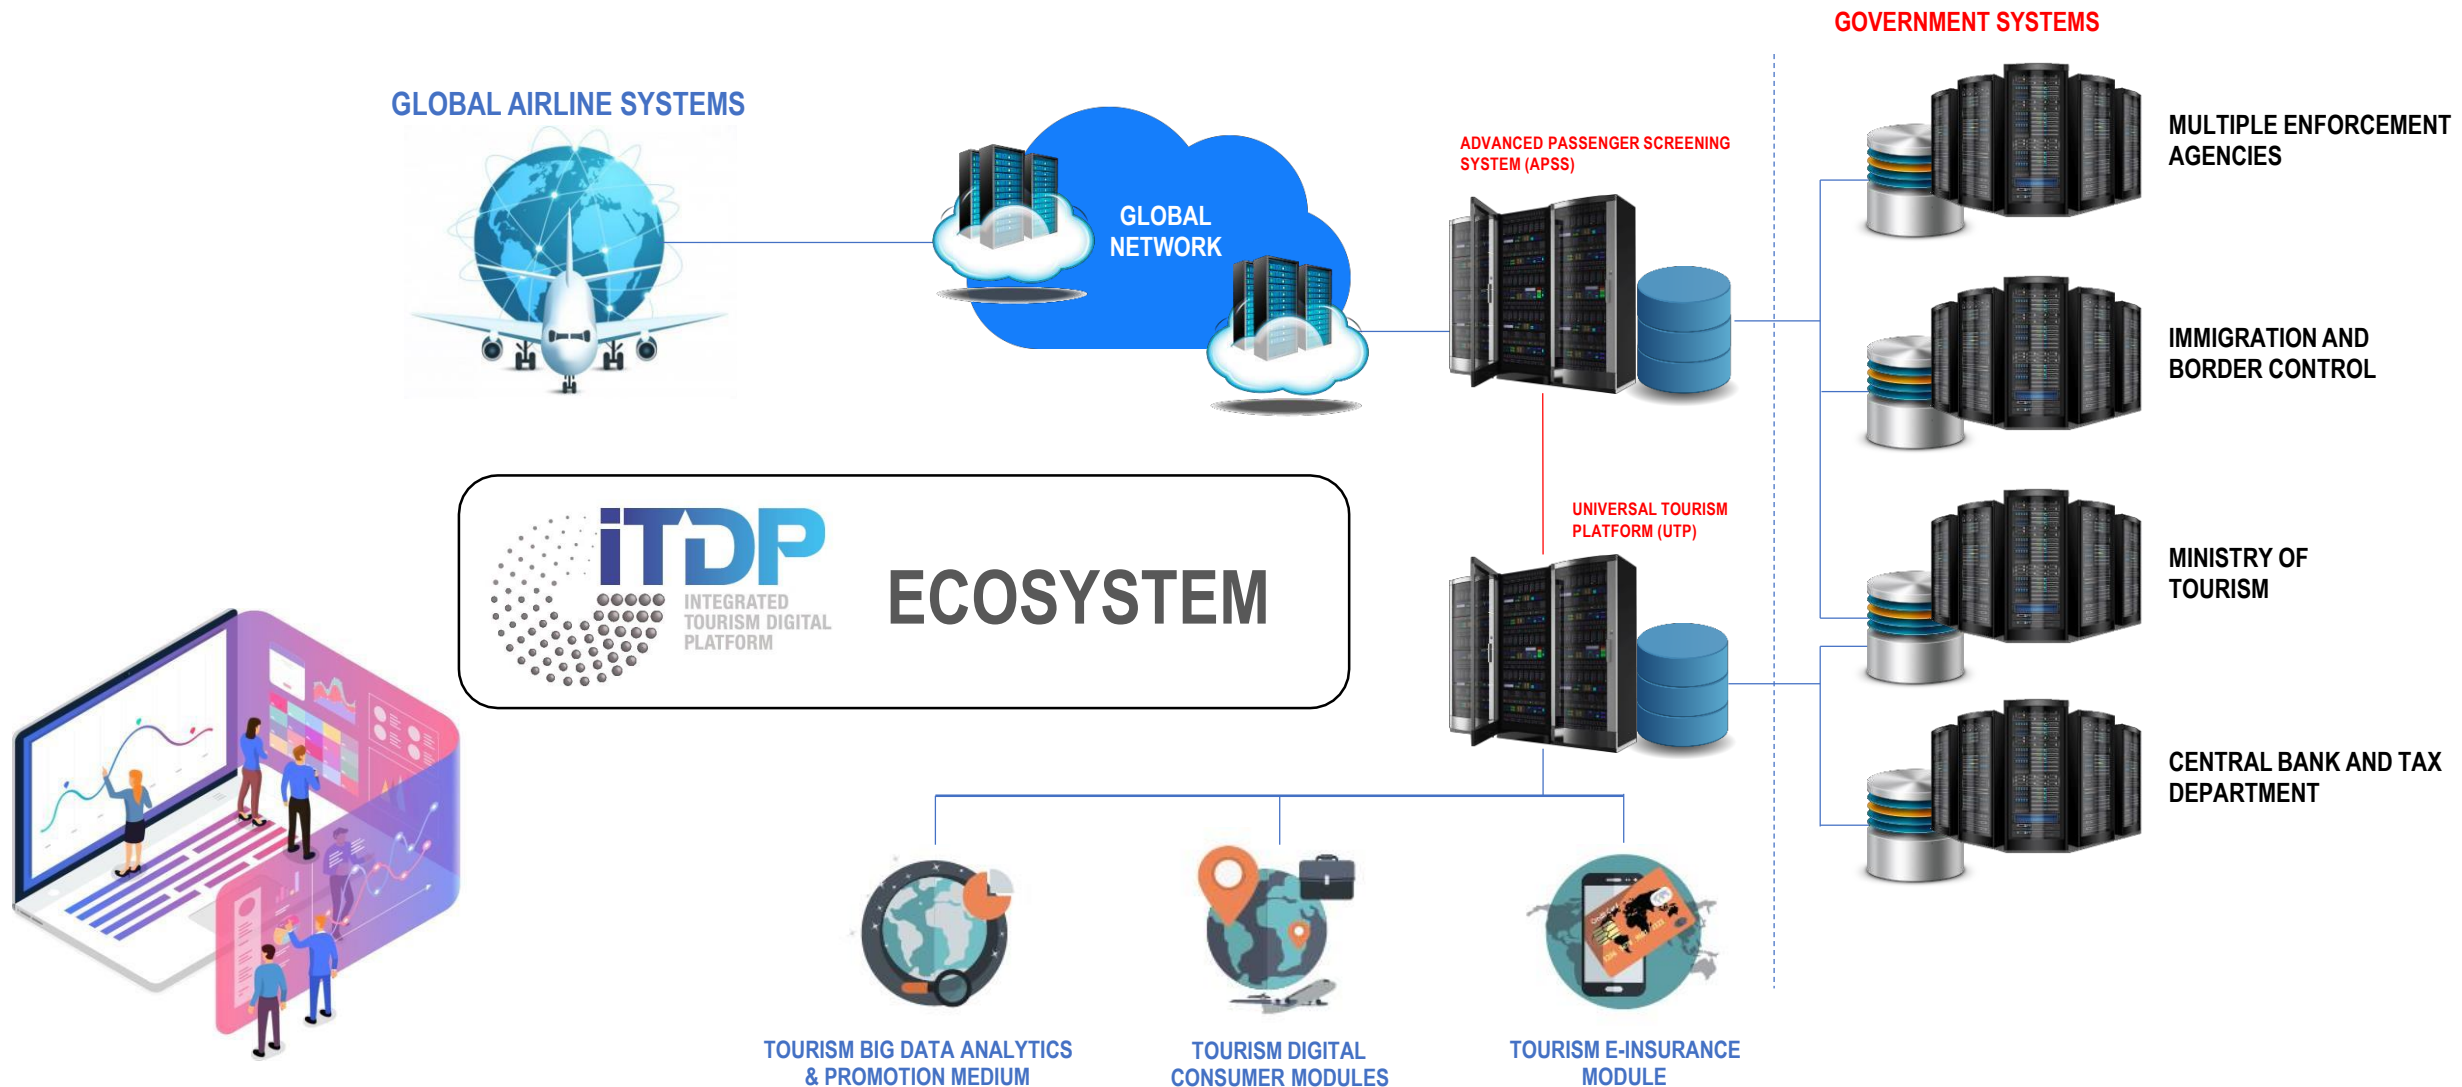 GOVERNMENT SYSTEMS
GLOBAL AIRLINE SYSTEMS
GLOBAL
NETWORK
ADVANCED PASSENGER SCREENING
SYSTEM (APSS)
MULTIPLE ENFORCEMENT
AGENCIES
IMMIGRATION AND
BORDER CONTROL
iTDP
INTEGRATED
TOURISM DIGITAL
PLATFORM
ECOSYSTEM
UNIVERSAL TOURISM
PLATFORM (UTP)
MINISTRY OF
TOURISM
CENTRAL BANK AND TAX
DEPARTMENT
TOURISM BIG DATA ANALYTICS
& PROMOTION MEDIUM
TOURISM DIGITAL
CONSUMER MODULES
Credit Card
TOURISM E-INSURANCE
MODULE